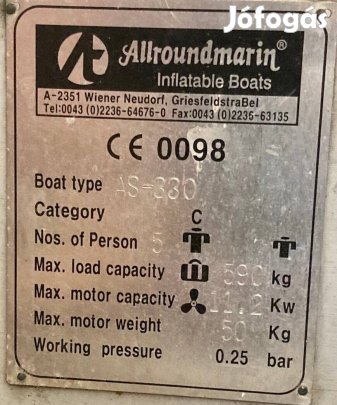 Jófogás
Allroundmarin®
Inflatable Boats
A-2351 Wiener Neudorf, Griesfeldstraße1
Tel:0043 (0)2236-64676-0 Fax:0043 (0)2236-63135
CE 0098
Boat type AS-330
Category C
Nos. of Person 5
Max. load capacity 590 kg
Max. motor capacity 11.2 Kw
Max. motor weight 50 Kg
Working pressure 0.25 bar